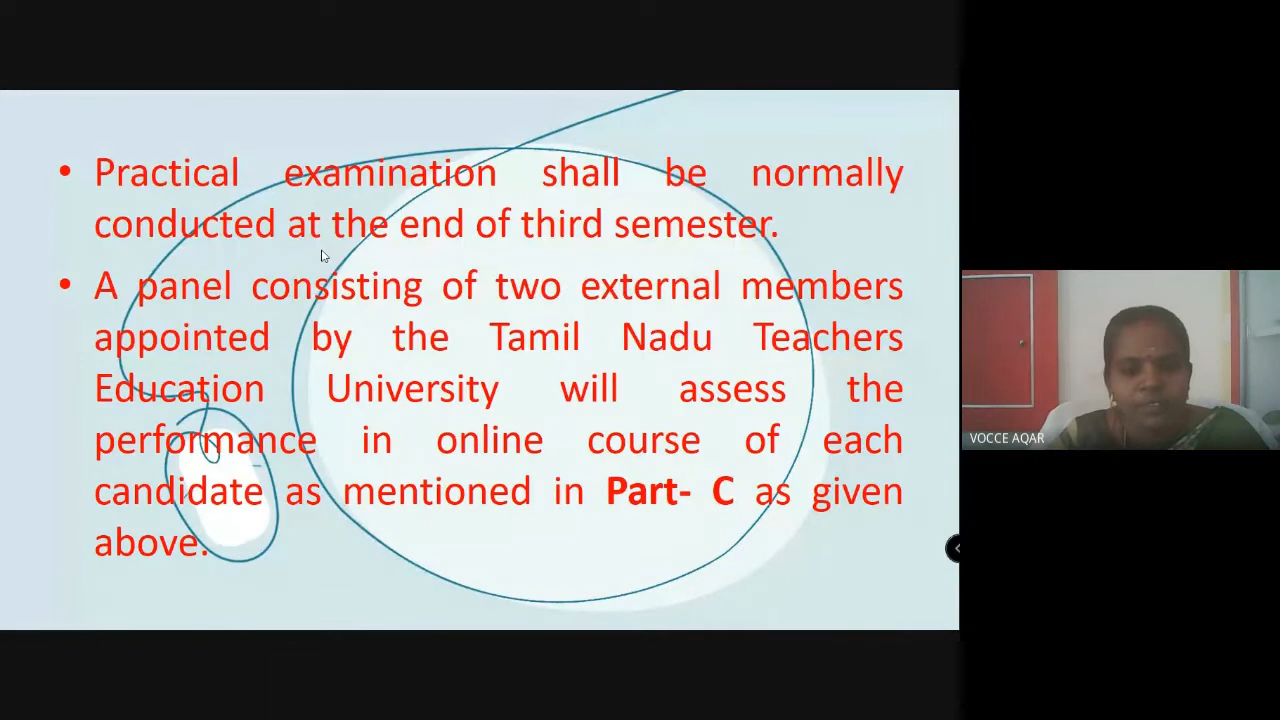 • Practical examination shall be normally
conducted at the end of third semester.
• A panel consisting of two external members
appointed by the Tamil Nadu Teachers
Education University will assess the
performance in online course of each
candidate as mentioned in Part- C as given
above.
VOCCE AQAR